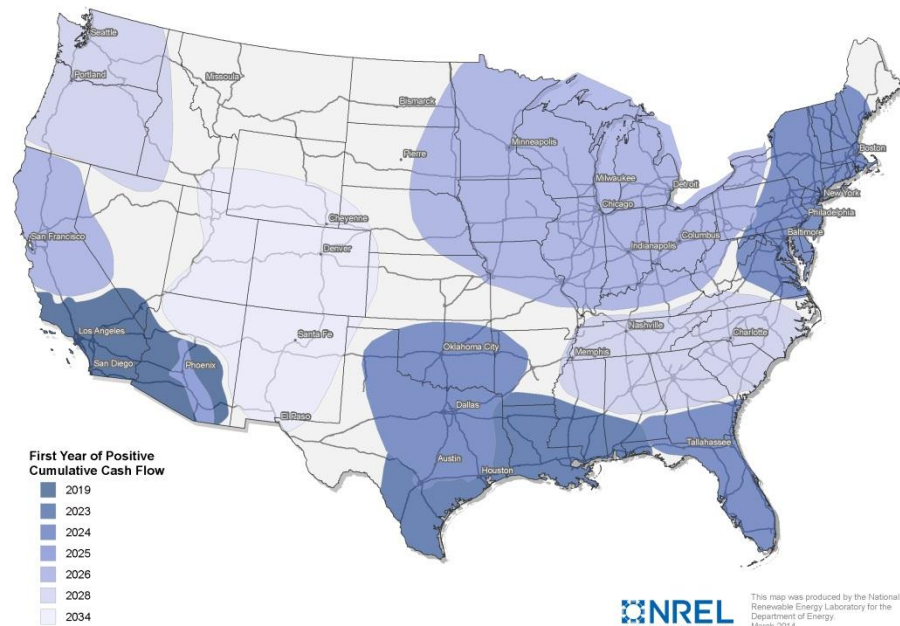 Seattle
Portland
Missoula
Bismarck
Pierre
Minneapolis
Milwaukee
Chicago
Detroit
Boston
New York
Philadelphia
Baltimore
Columbus
Indianapolis
Cheyenne
Denver
San Francisco
Los Angeles
San Diego
Phoenix
Santa Fe
El Paso
Oklahoma City
Dallas
Austin
Houston
Memphis
Nashville
Charlotte
Tallahassee
First Year of Positive
Cumulative Cash Flow
2019
2023
2024
2025
2026
2028
2034
NREL
This map was produced by the National
Renewable Energy Laboratory for the
Department of Energy.
March 2014